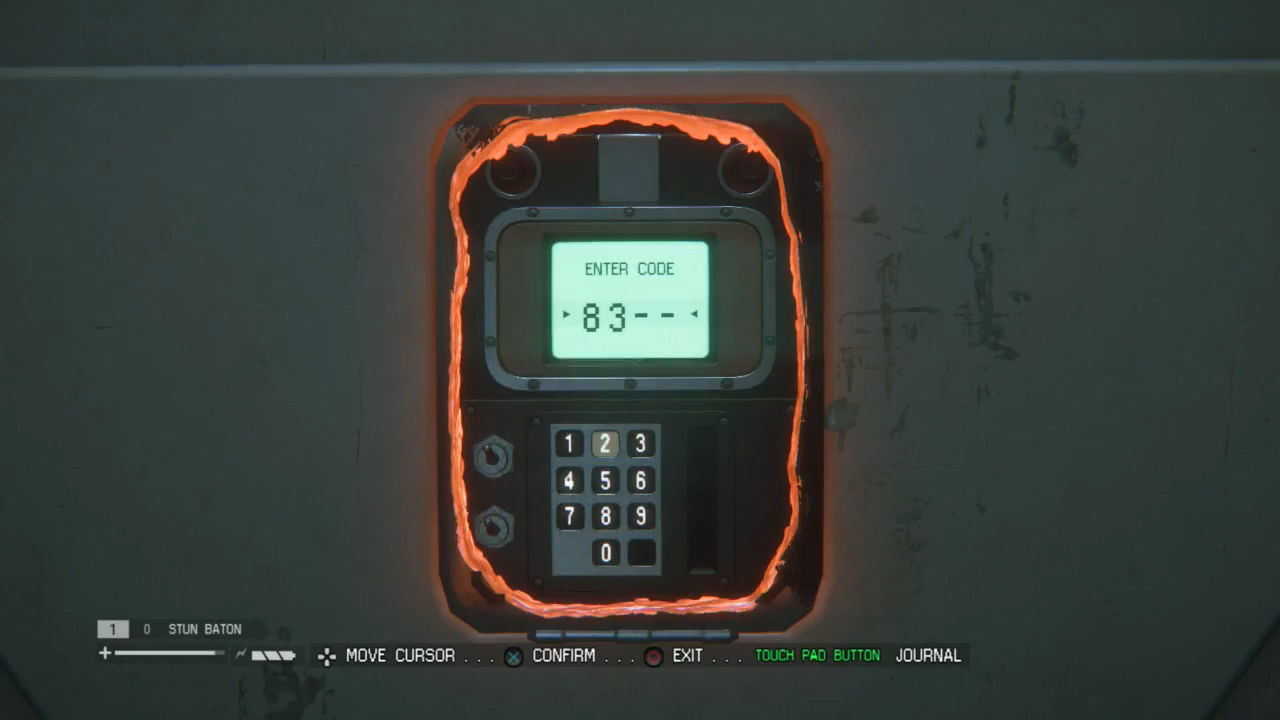 ENTER CODE
83--
1 2 3
4 5 6
7 8 9
0
1 0 STUN BATON
MOVE CURSOR . . . CONFIRM . . . EXIT . . . TOUCH PAD BUTTON JOURNAL